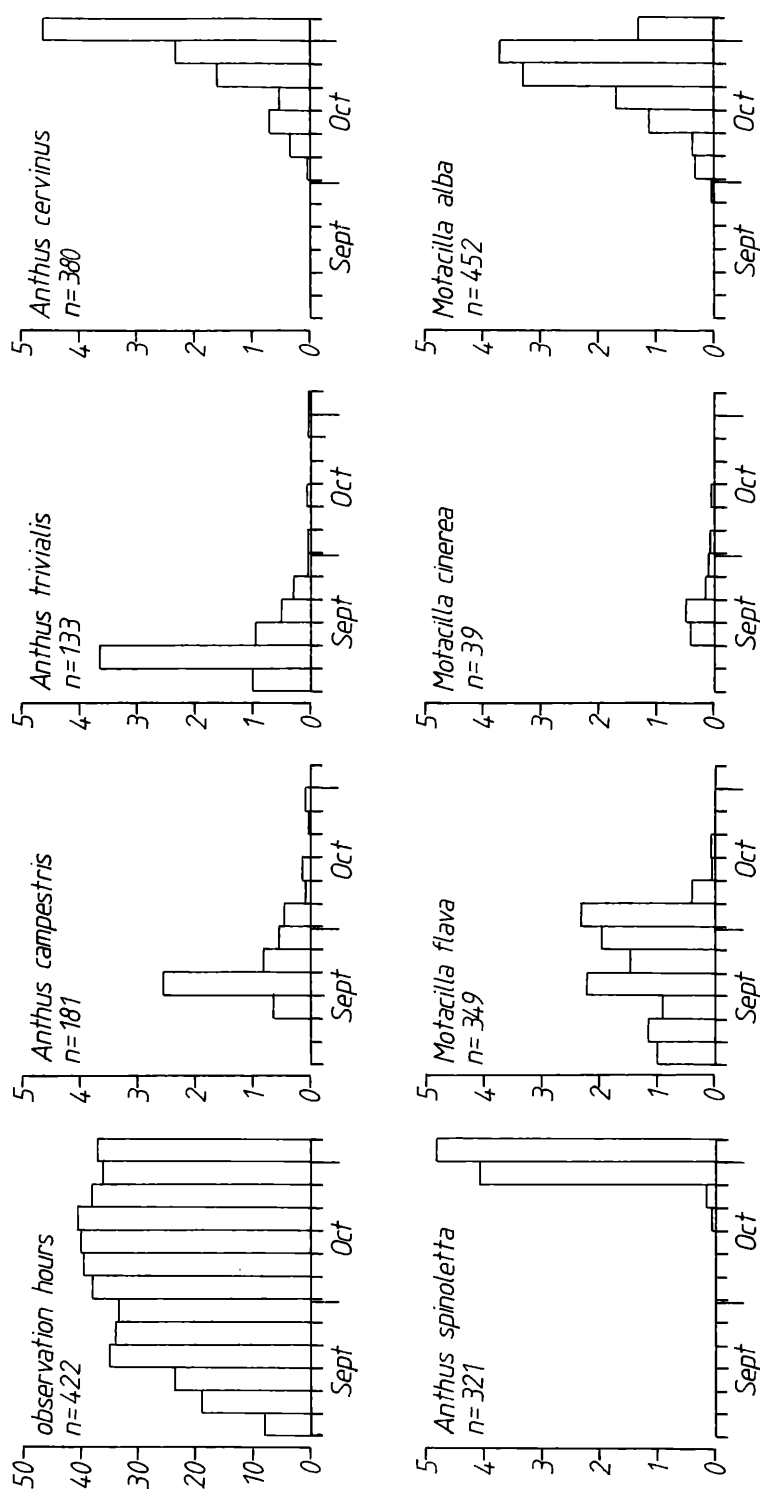 observation hours
n=422
50
40
30
20
10
0
Sept Oct
Anthus campestris
n=181
5
4
3
2
1
0
Sept Oct
Anthus trivialis
n=133
5
4
3
2
1
0
Sept Oct
Anthus cervinus
n=380
5
4
3
2
1
0
Sept Oct
Anthus spinoletta
n=321
5
4
3
2
1
0
Sept Oct
Motacilla flava
n=349
5
4
3
2
1
0
Sept Oct
Motacilla cinerea
n=39
5
4
3
2
1
0
Sept Oct
Motacilla alba
n=452
5
4
3
2
1
0
Sept Oct